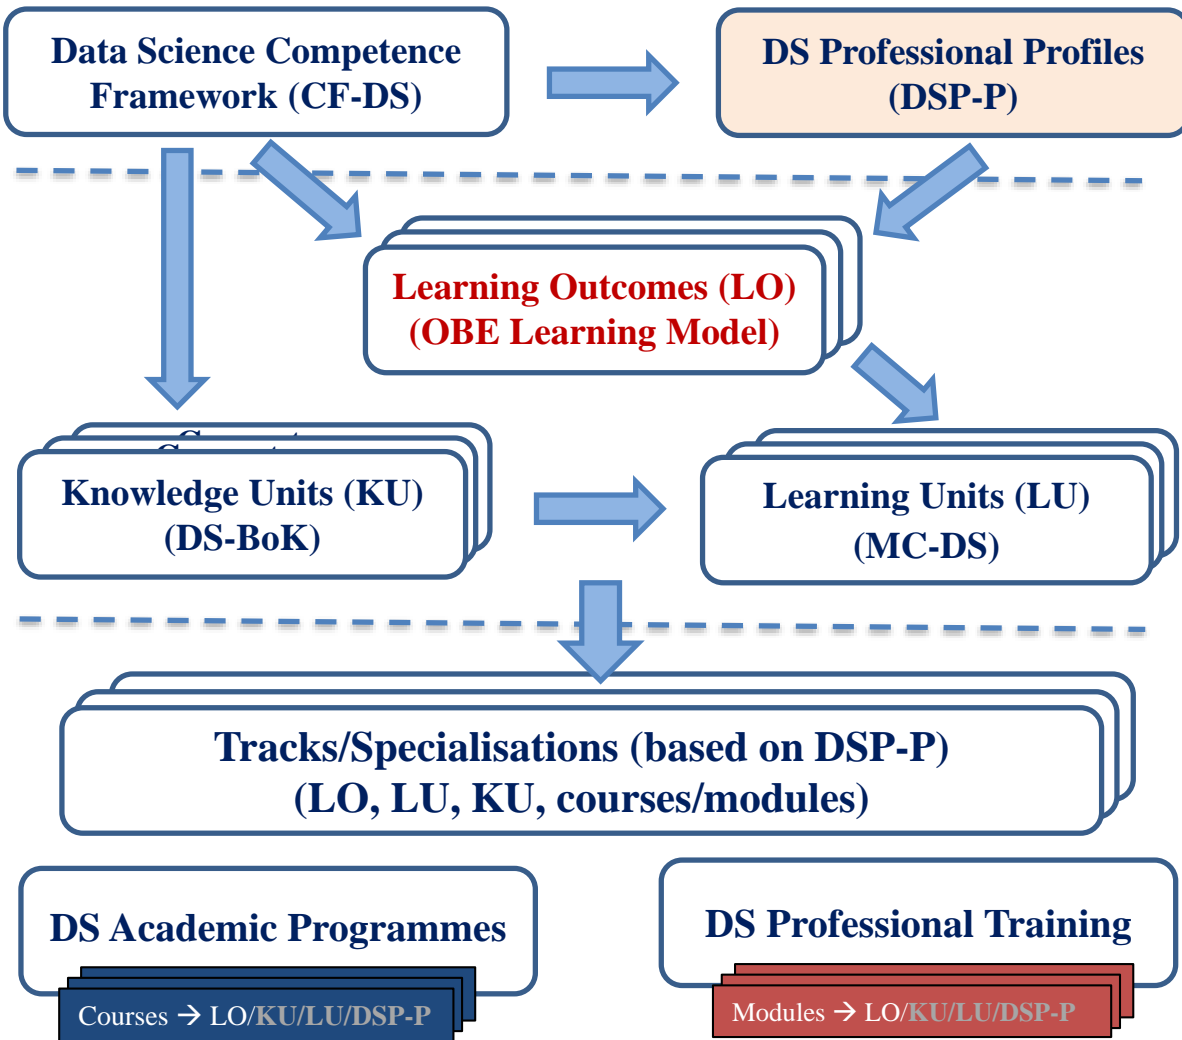 Data Science Competence
Framework (CF-DS)
DS Professional Profiles
(DSP-P)
Learning Outcomes (LO)
(OBE Learning Model)
Knowledge Units (KU)
(DS-BoK)
Learning Units (LU)
(MC-DS)
Tracks/Specialisations (based on DSP-P)
(LO, LU, KU, courses/modules)
DS Academic Programmes
DS Professional Training
Courses → LO/KU/LU/DSP-P
Modules → LO/KU/LU/DSP-P